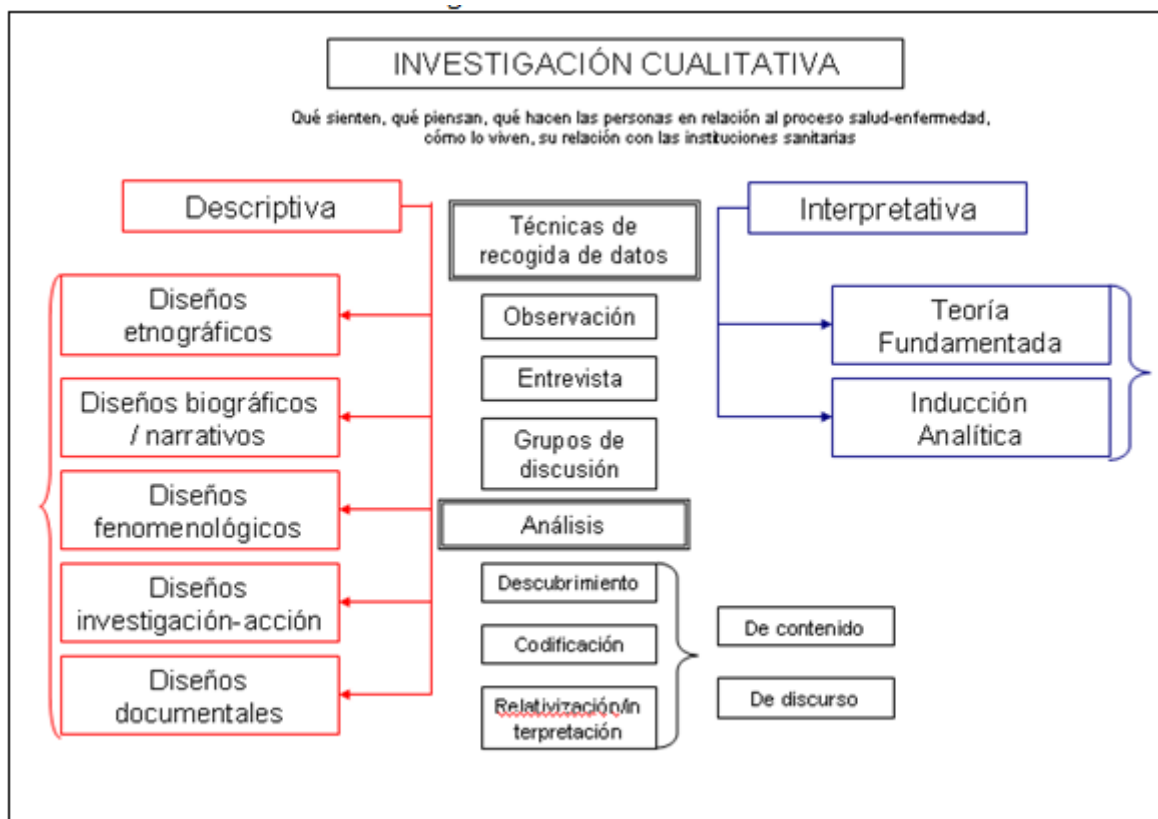 INVESTIGACIÓN CUALITATIVA
Qué sienten, qué piensan, qué hacen las personas en relación al proceso salud-enfermedad,
cómo lo viven, su relación con las instituciones sanitarias
Descriptiva
Diseños
etnográficos
Diseños biográficos
/ narrativos
Diseños
fenomenológicos
Diseños
investigación-acción
Diseños
documentales
Técnicas de
recogida de datos
Observación
Entrevista
Grupos de
discusión
Análisis
Descubrimiento
Codificación
Relativización/in
terpretación
De contenido
De discurso
Interpretativa
Teoría
Fundamentada
Inducción
Analítica